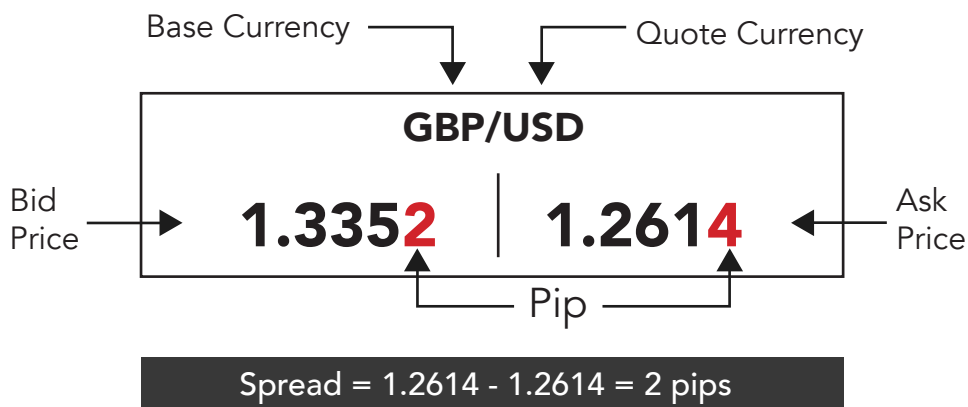 Base Currency
Quote Currency
GBP/USD
Bid
Price
1.3352
1.2614
Ask
Price
Pip
Spread = 1.2614 - 1.2614 = 2 pips